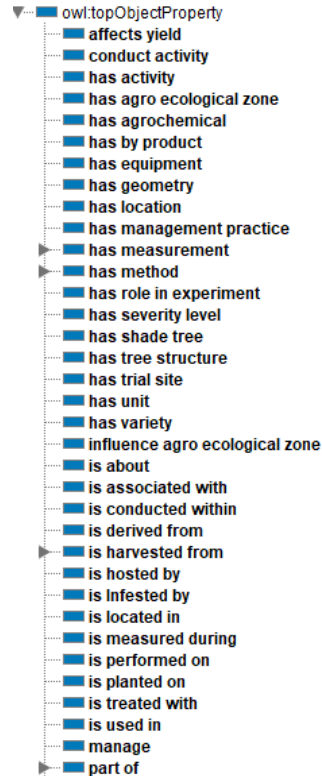 owl:topObjectProperty
affects yield
conduct activity
has activity
has agro ecological zone
has agrochemical
has by product
has equipment
has geometry
has location
has management practice
has measurement
has method
has role in experiment
has severity level
has shade tree
has tree structure
has trial site
has unit
has variety
influence agro ecological zone
is about
is associated with
is conducted within
is derived from
is harvested from
is hosted by
is Infested by
is located in
is measured during
is performed on
is planted on
is treated with
is used in
manage
part of